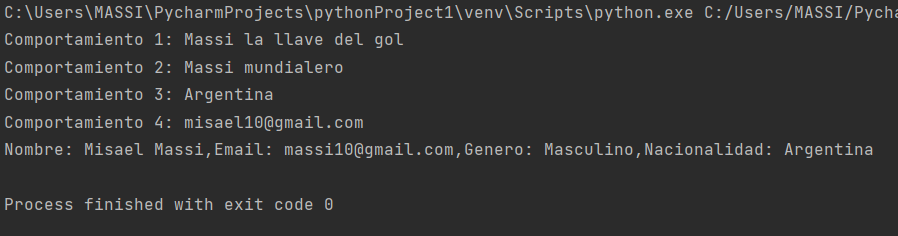 C:\Users\MASSI\PycharmProjects\pythonProject1\venv\Scripts\python.exe C:/Users/MASSI/Pycha
Comportamiento 1: Massi la llave del gol
Comportamiento 2: Massi mundialero
Comportamiento 3: Argentina
Comportamiento 4: misael10@gmail.com
Nombre: Misael Massi,Email: massi10@gmail.com,Genero: Masculino,Nacionalidad: Argentina
Process finished with exit code 0